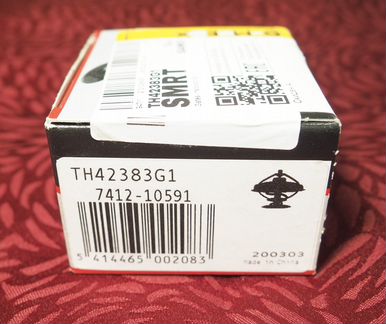 TH42383G1
SMRT
TH42383G1
7412-10591
5 414465 002083
200303
Made in China